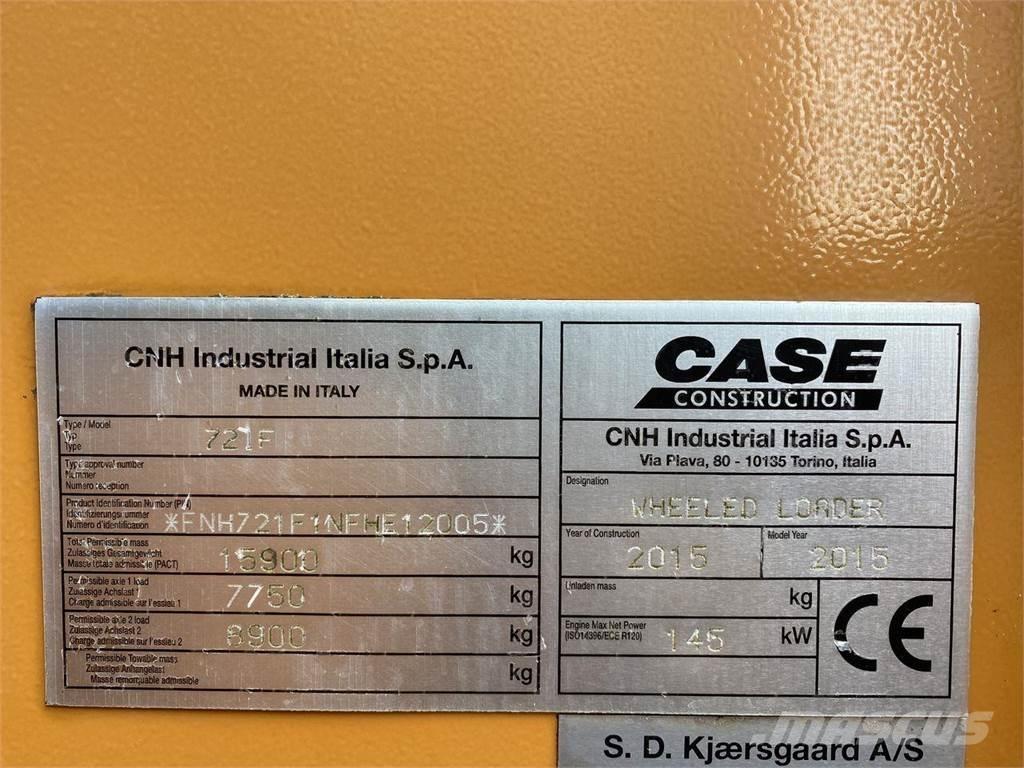 CNH Industrial Italia S.p.A.
MADE IN ITALY
Type / Model
Typ
Type
721F
Type approval number
Nummer
Numero réception
Product Identification Number (PIN)
Identifizierungsnummer
Numéro d'identification
*FNH721F1NFHE12005*
Total Permissible mass
Zulässiges Gesamtgewicht
Masse totale admissible (PACT)
15900 kg
Permissible axle 1 load
Zulässige Achslast 1
Charge admissible sur l'essieu 1
7750 kg
Permissible axle 2 load
Zulässige Achslast 2
Charge admissible sur l'essieu 2
8900 kg
Permissible Towable mass
Zulässige Anhangelast
Masse remorquable admissible
kg
CASE
CONSTRUCTION
CNH Industrial Italia S.p.A.
Via Plava, 80 - 10135 Torino, Italia
Designation
WHEELED LOADER
Year of Construction
2015
Model Year
2015
Unladen mass
kg
Engine Max Net Power
(ISO14396/ECE R120)
145 kW
CE
S. D. Kjærsgaard A/S
MASCUS